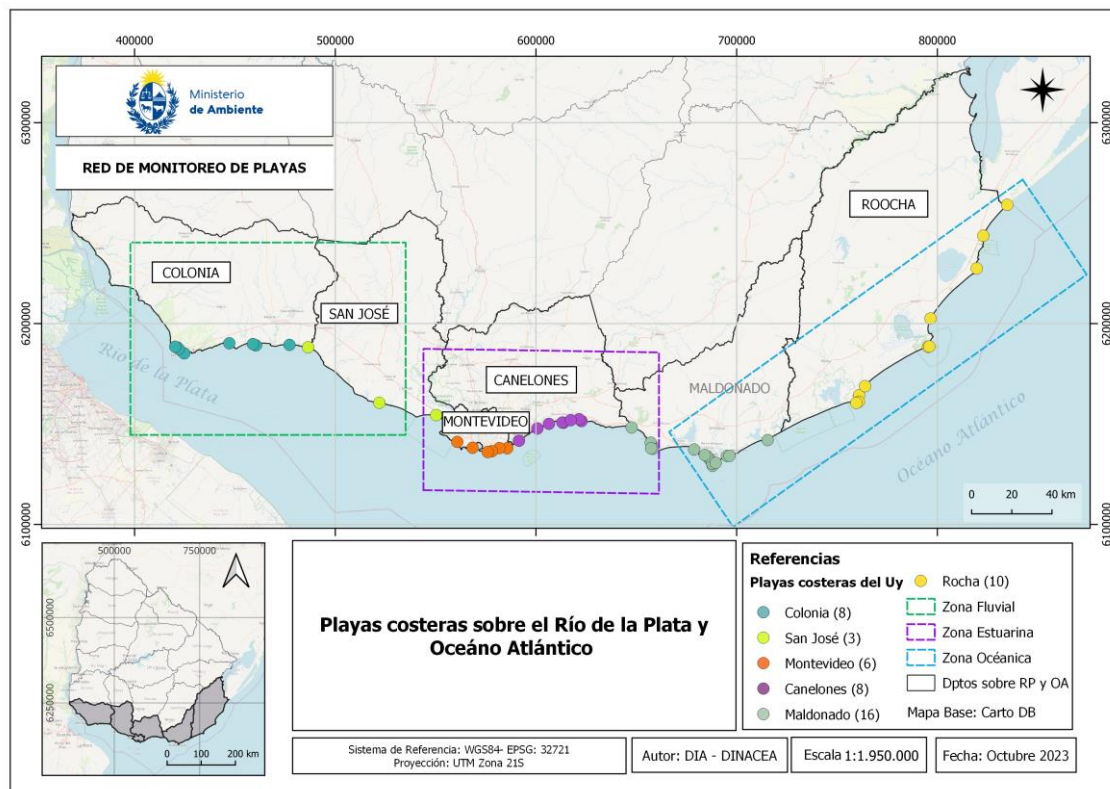 400000
500000
600000
700000
800000
Ministerio
de Ambiente
RED DE MONITOREO DE PLAYAS
6300000
6300000
6200000
6200000
6100000
6100000
COLONIA
SAN JOSÉ
MONTEVIDEO
CANELONES
MALDONADO
ROOCHA
Río de la Plata
Océano Atlántico
0 20 40 km
500000
750000
6500000
6250000
0 100 200 km
Playas costeras sobre el Río de la Plata y
Oceáno Atlántico
Referencias
Playas costeras del Uy
Colonia (8)
San José (3)
Montevideo (6)
Canelones (8)
Maldonado (16)
Rocha (10)
Zona Fluvial
Zona Estuarina
Zona Océanica
Dptos sobre RP y OA
Mapa Base: Carto DB
Sistema de Referencia: WGS84- EPSG: 32721
Proyección: UTM Zona 21S
Autor: DIA - DINACEA
Escala 1:1.950.000
Fecha: Octubre 2023